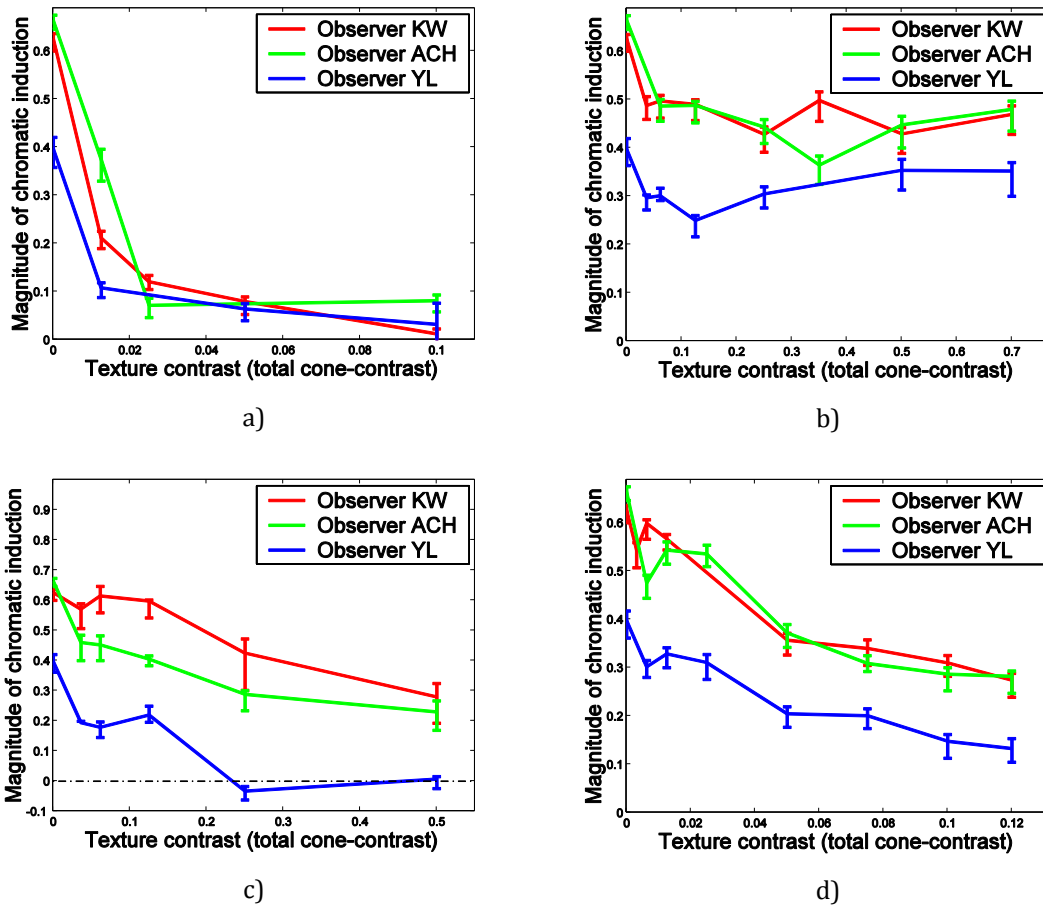 Magnitude of chromatic induction
0.6
0.5
0.4
0.3
0.2
0.1
0
Observer KW
Observer ACH
Observer YL
0 0.02 0.04 0.06 0.08 0.1
Texture contrast (total cone-contrast)
a)
Magnitude of chromatic induction
0.6
0.5
0.4
0.3
0.2
0.1
0
Observer KW
Observer ACH
Observer YL
0 0.1 0.2 0.3 0.4 0.5 0.6 0.7
Texture contrast (total cone-contrast)
b)
Magnitude of chromatic induction
0.9
0.8
0.7
0.6
0.5
0.4
0.3
0.2
0.1
0
-0.1
Observer KW
Observer ACH
Observer YL
0 0.1 0.2 0.3 0.4 0.5
Texture contrast (total cone-contrast)
c)
Magnitude of chromatic induction
0.6
0.5
0.4
0.3
0.2
0.1
0
Observer KW
Observer ACH
Observer YL
0 0.02 0.04 0.06 0.08 0.1 0.12
Texture contrast (total cone-contrast)
d)